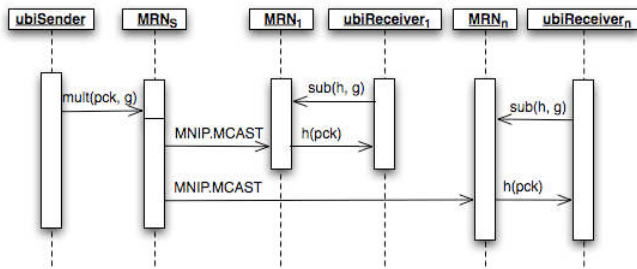 ubiSender MRNS MRN1 ubiReceiver1 MRNn ubiReceivern
mult(pck, g)
sub(h, g)
sub(h, g)
MNIP.MCAST h(pck)
MNIP.MCAST h(pck)